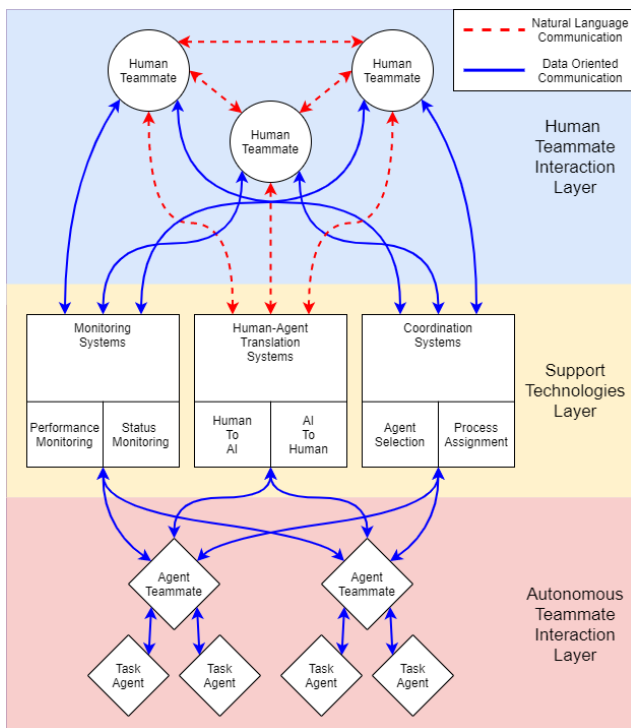 Natural Language
Communication
Data Oriented
Communication
Human
Teammate
Human
Teammate
Human
Teammate
Human
Teammate
Interaction
Layer
Monitoring
Systems
Human-Agent
Translation
Systems
Coordination
Systems
Performance
Monitoring
Status
Monitoring
Human
To
AI
AI
To
Human
Agent
Selection
Process
Assignment
Support
Technologies
Layer
Agent
Teammate
Agent
Teammate
Task
Agent
Task
Agent
Task
Agent
Task
Agent
Autonomous
Teammate
Interaction
Layer